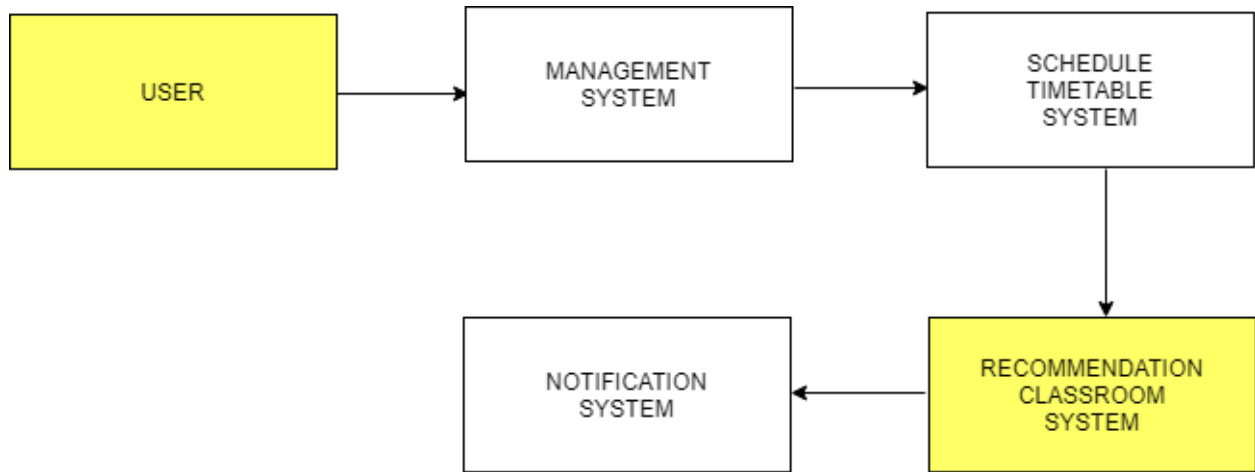 USER
MANAGEMENT
SYSTEM
SCHEDULE
TIMETABLE
SYSTEM
NOTIFICATION
SYSTEM
RECOMMENDATION
CLASSROOM
SYSTEM